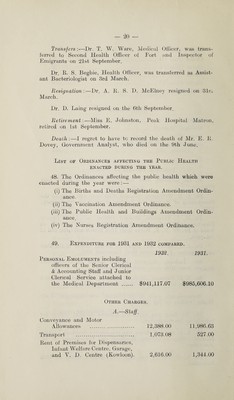 — 20 —
Transfers :—Dr. T. W. Ware, Medical Officer, was trans-
ferred to Second Health Officer of Port and Inspector of
Emigrants on 21st September.
Dr. E. S. Begbie, Health Officer, was transferred as Assist-
ant Bacteriologist on 3rd March.
Resignation :—Dr. A. R. S. D. McElney resigned on 31st
March.
Dr. D. Laing resigned on the 6th September.
Retirement :—Miss E. Johnston, Peak Hospital Matron,
retired on 1st September.
Death :—I regret to have to record the death of Mr. E. R.
Dovey, Government Analyst, who died on the 9th June.
List of Ordinances affecting the Public Health
enacted during the year.
48. The Ordinances affecting the public health which were
enacted during the year were :—
(i) The Births and Deaths Registration Amendment Ordin-
ance.
(ii) The Vaccination Amendment Ordinance.
(iii) The Public Health and Buildings Amendment Ordin-
ance.
(iv) The Nurses Registration Amendment Ordinance.
49. Expenditure for 1931 and 1932 compared.
1932. 1931.
Personal Emoluments including
officers of the Senior Clerical
& Accounting Staff and Junior
Clerical Service attached to
the Medical Department ...... $941,117.07 $985,606.10
Other Charges.
A.—Staff.
Conveyance and Motor
Allowances ..................... 12,388.00 11,986.63
Transport ..................... 1,073.08 527.00
Rent of Premises for Dispensaries,
Infant Welfare Centre, Garage,
and V. D. Centre (Kowloon). 2,616.00 1,344.00